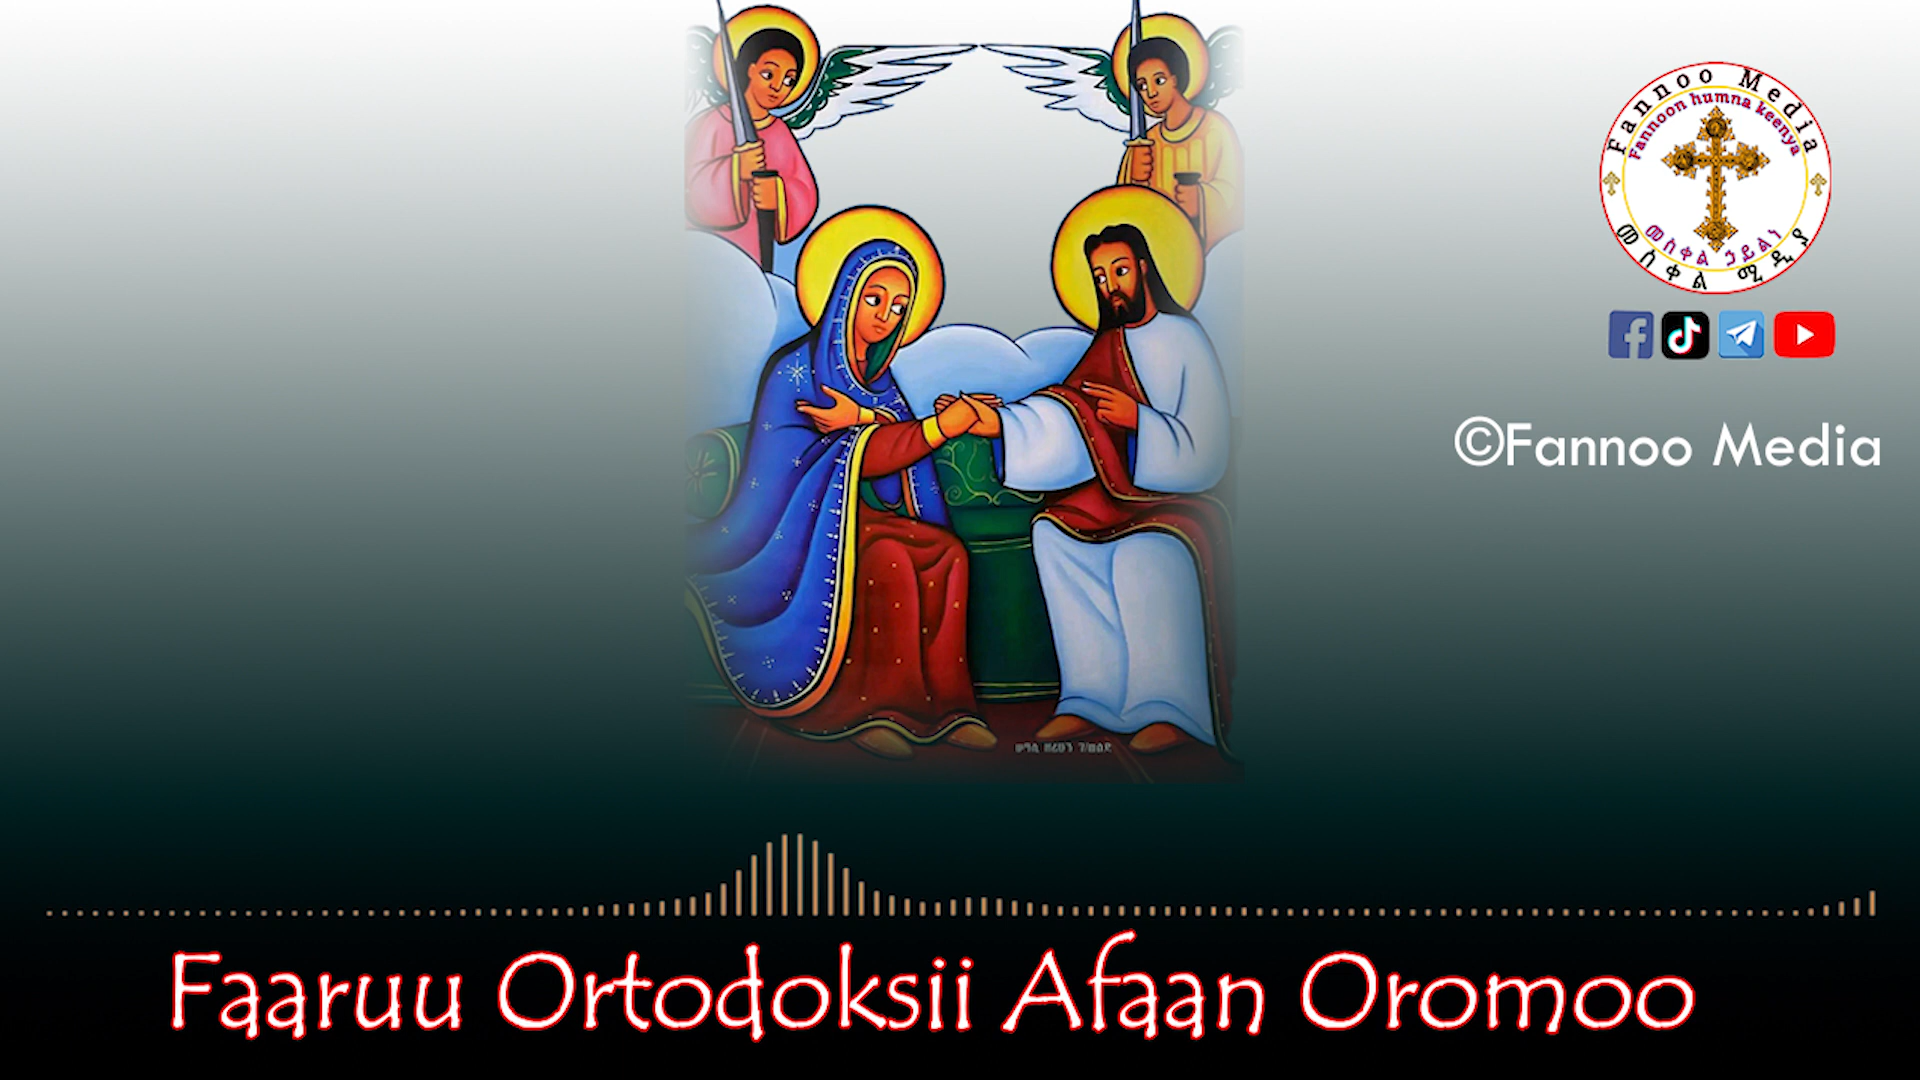 Fannoo Media
Fannoon humna keenya
መስቀል ኃይልነ
መስቀል ሚዲያ
©Fannoo Media
Faaruu Ortodoksii Afaan Oromoo